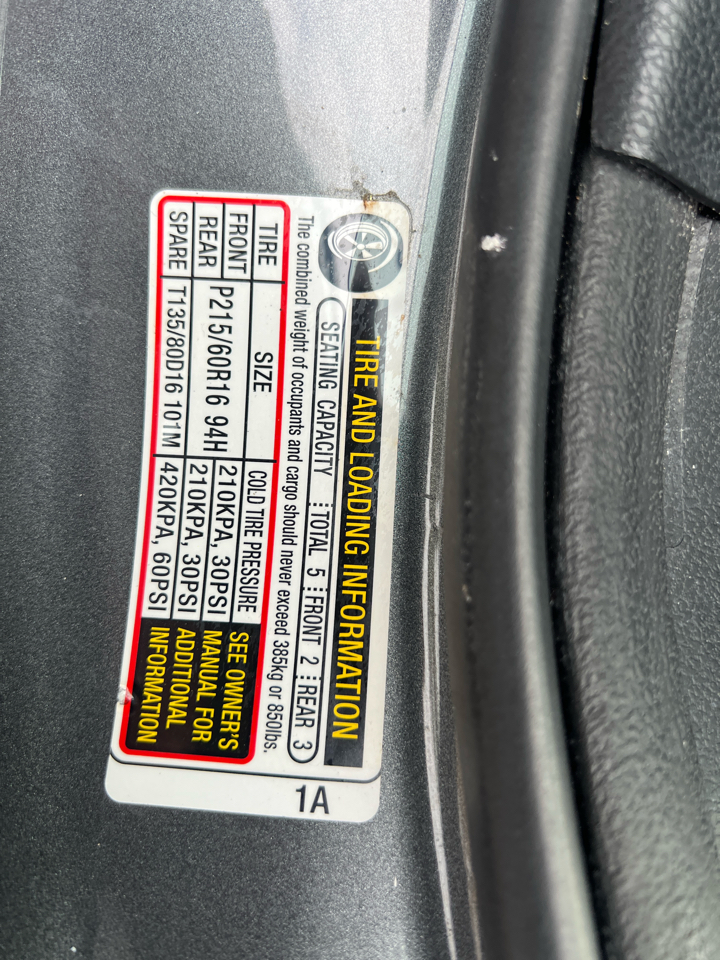 TIRE AND LOADING INFORMATION
SEATING CAPACITY TOTAL 5 FRONT 2 REAR 3
The combined weight of occupants and cargo should never exceed 385kg or 850lbs.
TIRE SIZE COLD TIRE PRESSURE
FRONT P215/60R16 94H 210KPA, 30PSI
REAR 210KPA, 30PSI
SPARE T135/80D16 101M 420KPA, 60PSI
SEE OWNER'S
MANUAL FOR
ADDITIONAL
INFORMATION
1A